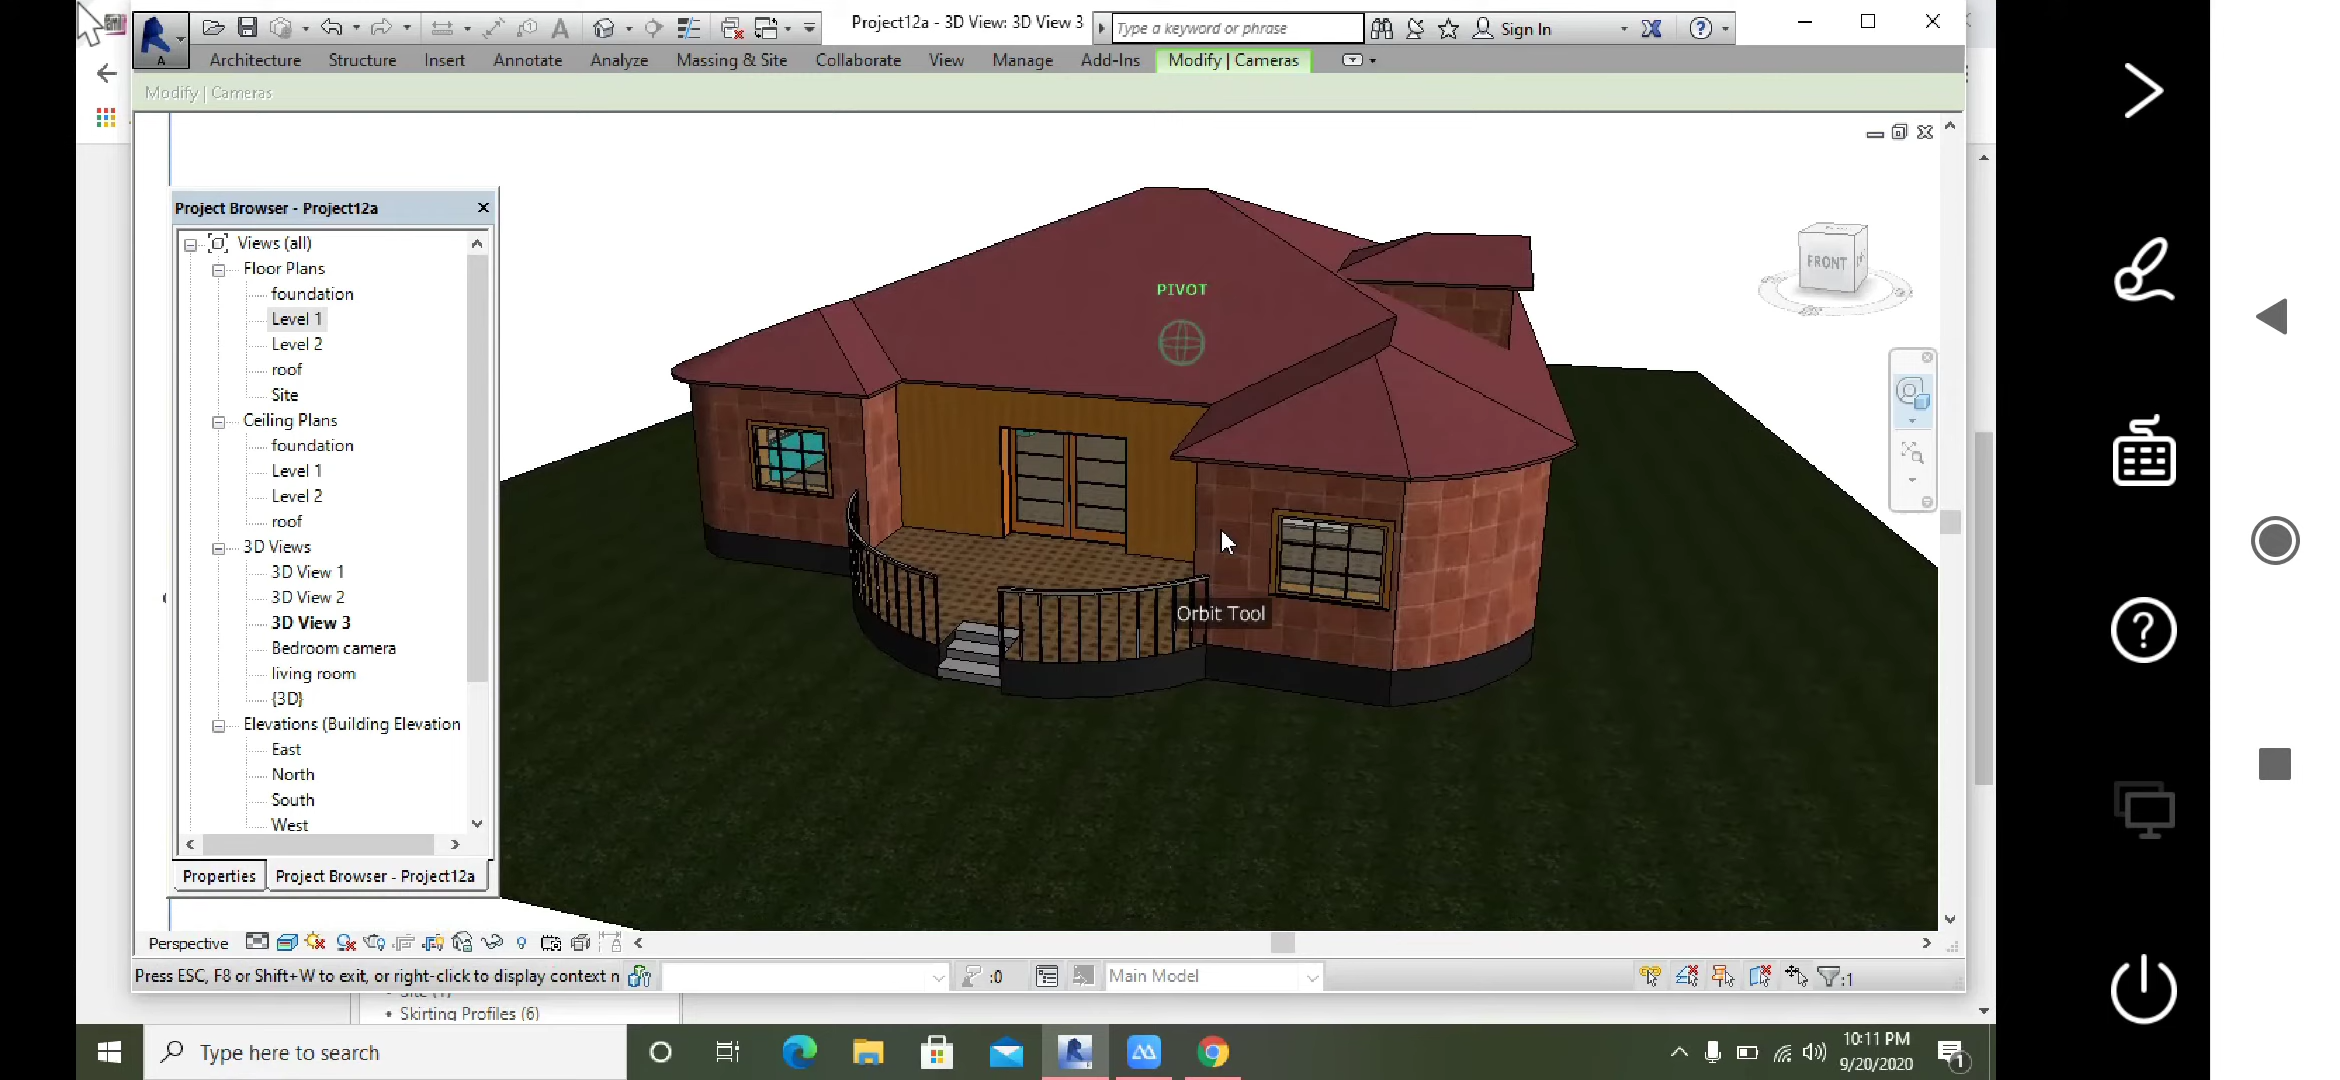 Project12a - 3D View: 3D View 3
Type a keyword or phrase
Sign In
A
Architecture
Structure
Insert
Annotate
Analyze
Massing & Site
Collaborate
View
Manage
Add-Ins
Modify | Cameras
Modify | Cameras
Project Browser - Project12a
Views (all)
Floor Plans
foundation
Level 1
Level 2
roof
Site
Ceiling Plans
foundation
Level 1
Level 2
roof
3D Views
3D View 1
3D View 2
3D View 3
Bedroom camera
living room
{3D}
Elevations (Building Elevation
East
North
South
West
Properties
Project Browser - Project12a
PIVOT
FRONT
Orbit Tool
Perspective
Press ESC, F8 or Shift+W to exit, or right-click to display context n
:0
Main Model
:1
Skirting Profiles (6)
Type here to search
10:11 PM
9/20/2020
1